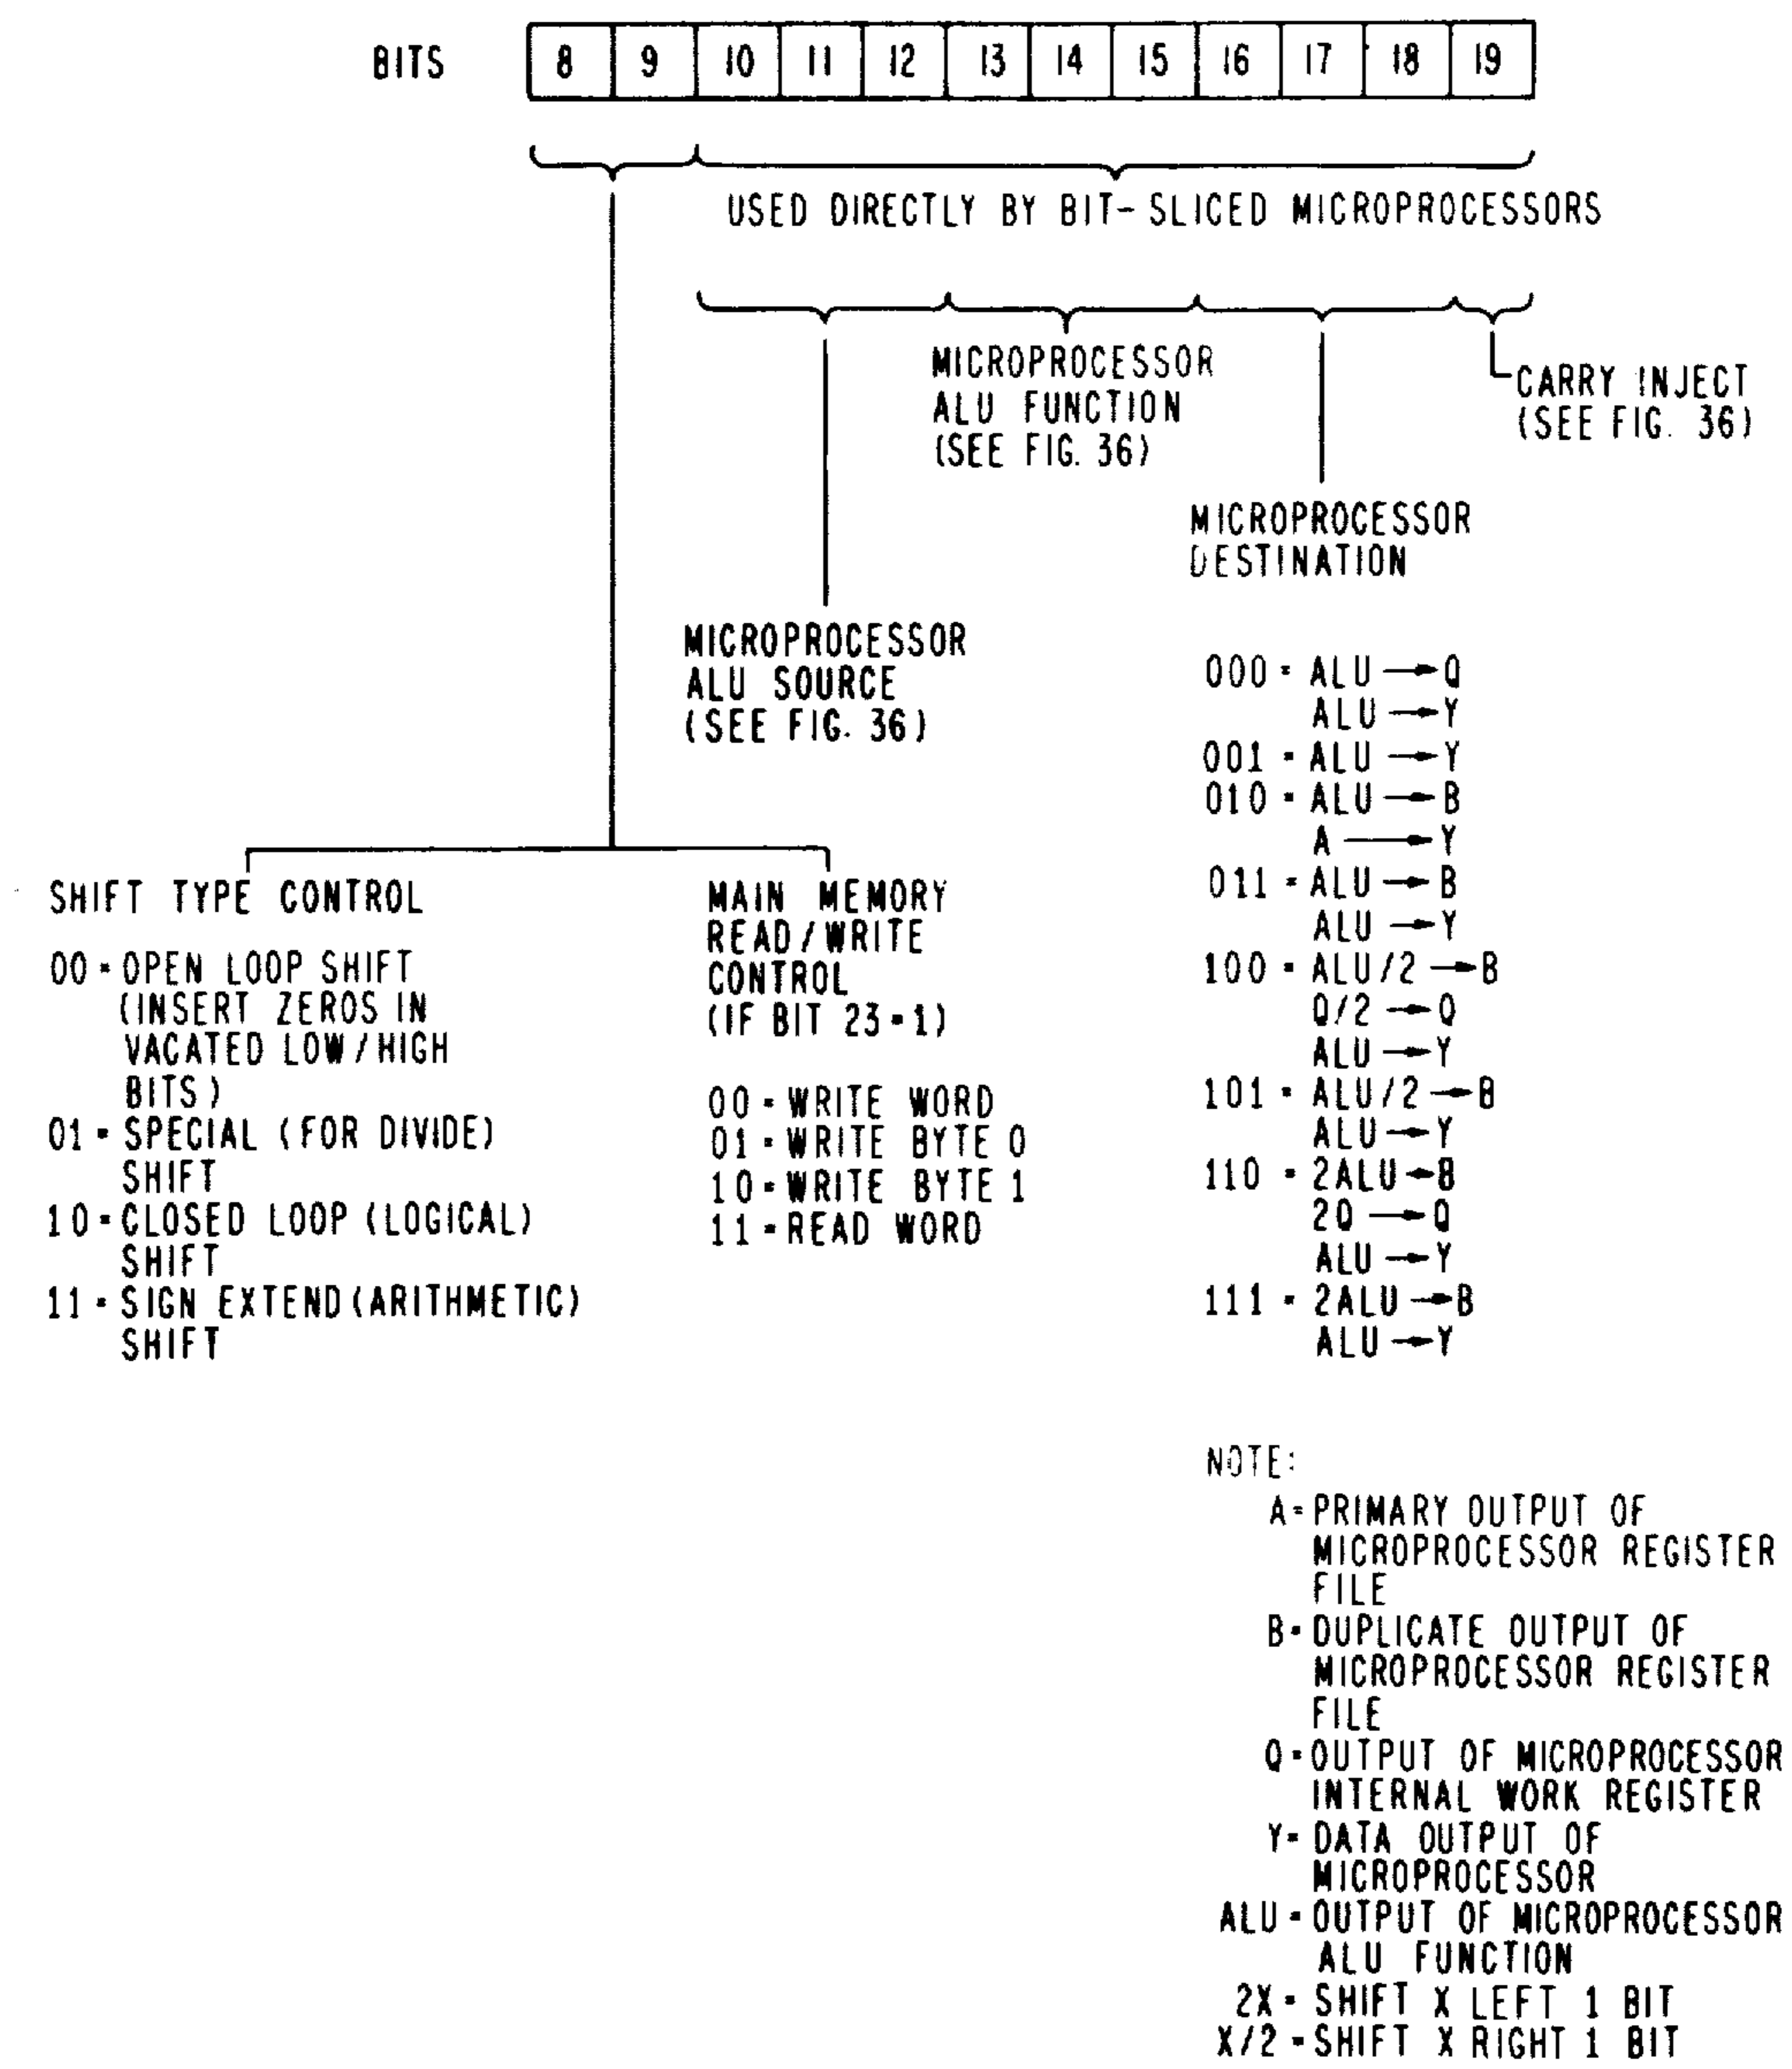 BITS 8 9 10 11 12 13 14 15 16 17 18 19
USED DIRECTLY BY BIT-SLICED MICROPROCESSORS
MICROPROCESSOR
ALU FUNCTION
(SEE FIG. 36)
CARRY INJECT
(SEE FIG. 36)
MICROPROCESSOR
DESTINATION
MICROPROCESSOR
ALU SOURCE
(SEE FIG. 36)
000 = ALU → Q
ALU → Y
001 = ALU → Y
010 = ALU → B
A → Y
011 = ALU → B
ALU → Y
100 = ALU/2 → B
Q/2 → Q
ALU → Y
101 = ALU/2 → B
ALU → Y
110 = 2ALU → B
2Q → Q
ALU → Y
111 = 2ALU → B
ALU → Y
SHIFT TYPE CONTROL
00 = OPEN LOOP SHIFT
(INSERT ZEROS IN
VACATED LOW/HIGH
BITS)
01 = SPECIAL (FOR DIVIDE)
SHIFT
10 = CLOSED LOOP (LOGICAL)
SHIFT
11 = SIGN EXTEND (ARITHMETIC)
SHIFT
MAIN MEMORY
READ/WRITE
CONTROL
(IF BIT 23=1)
00 = WRITE WORD
01 = WRITE BYTE 0
10 = WRITE BYTE 1
11 = READ WORD
NOTE:
A = PRIMARY OUTPUT OF
MICROPROCESSOR REGISTER
FILE
B = DUPLICATE OUTPUT OF
MICROPROCESSOR REGISTER
FILE
Q = OUTPUT OF MICROPROCESSOR
INTERNAL WORK REGISTER
Y = DATA OUTPUT OF
MICROPROCESSOR
ALU = OUTPUT OF MICROPROCESSOR
ALU FUNCTION
2X = SHIFT X LEFT 1 BIT
X/2 = SHIFT X RIGHT 1 BIT